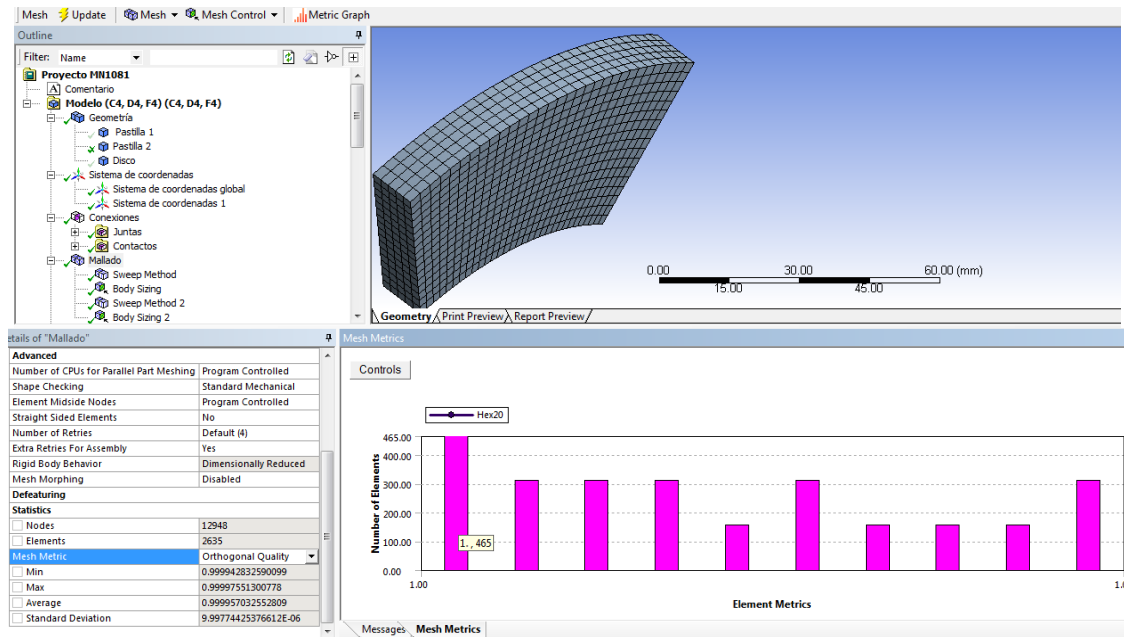 Mesh Update Mesh Mesh Control Metric Graph
Outline
Filter: Name
Proyecto MN1081
Comentario
Modelo (C4, D4, F4) (C4, D4, F4)
Geometría
Pastilla 1
Pastilla 2
Disco
Sistema de coordenadas
Sistema de coordenadas global
Sistema de coordenadas 1
Conexiones
Juntas
Contactos
Mallado
Sweep Method
Body Sizing
Sweep Method 2
Body Sizing 2
0.00 30.00 60.00 (mm)
15.00 45.00
Geometry Print Preview Report Preview
etails of "Mallado"
Advanced
Number of CPUs for Parallel Part Meshing Program Controlled
Shape Checking Standard Mechanical
Element Midside Nodes Program Controlled
Straight Sided Elements No
Number of Retries Default (4)
Extra Retries For Assembly Yes
Rigid Body Behavior Dimensionally Reduced
Mesh Morphing Disabled
Defeaturing
Statistics
Nodes 12948
Elements 2635
Mesh Metric Orthogonal Quality
Min 0.999942832590099
Max 0.99997551300778
Average 0.999957032552809
Standard Deviation 9.99774425376612E-06
Mesh Metrics
Controls
Hex20
Number of Elements
465.00
400.00
300.00
200.00
100.00
0.00
1., 465
1.00 1.0
Element Metrics
Messages Mesh Metrics